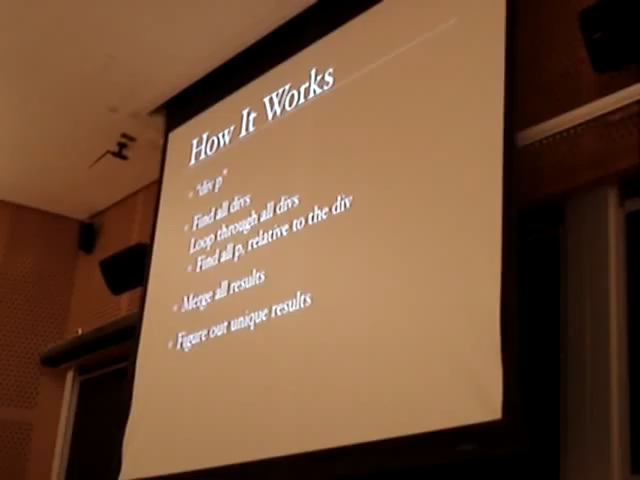 How It Works
"div p"
Find all divs
Loop through all divs
Find all p, relative to the div
Merge all results
Figure out unique results